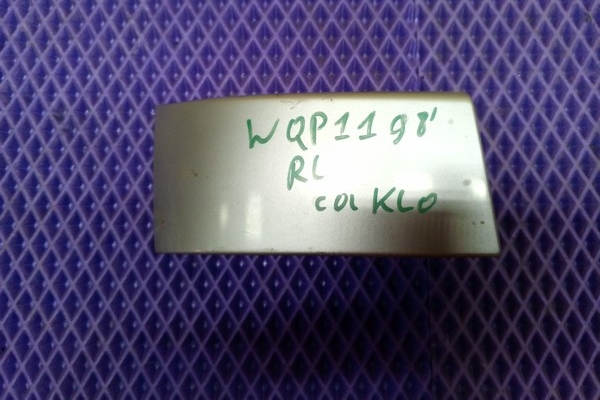 WQP11 98'
RL
col KLO